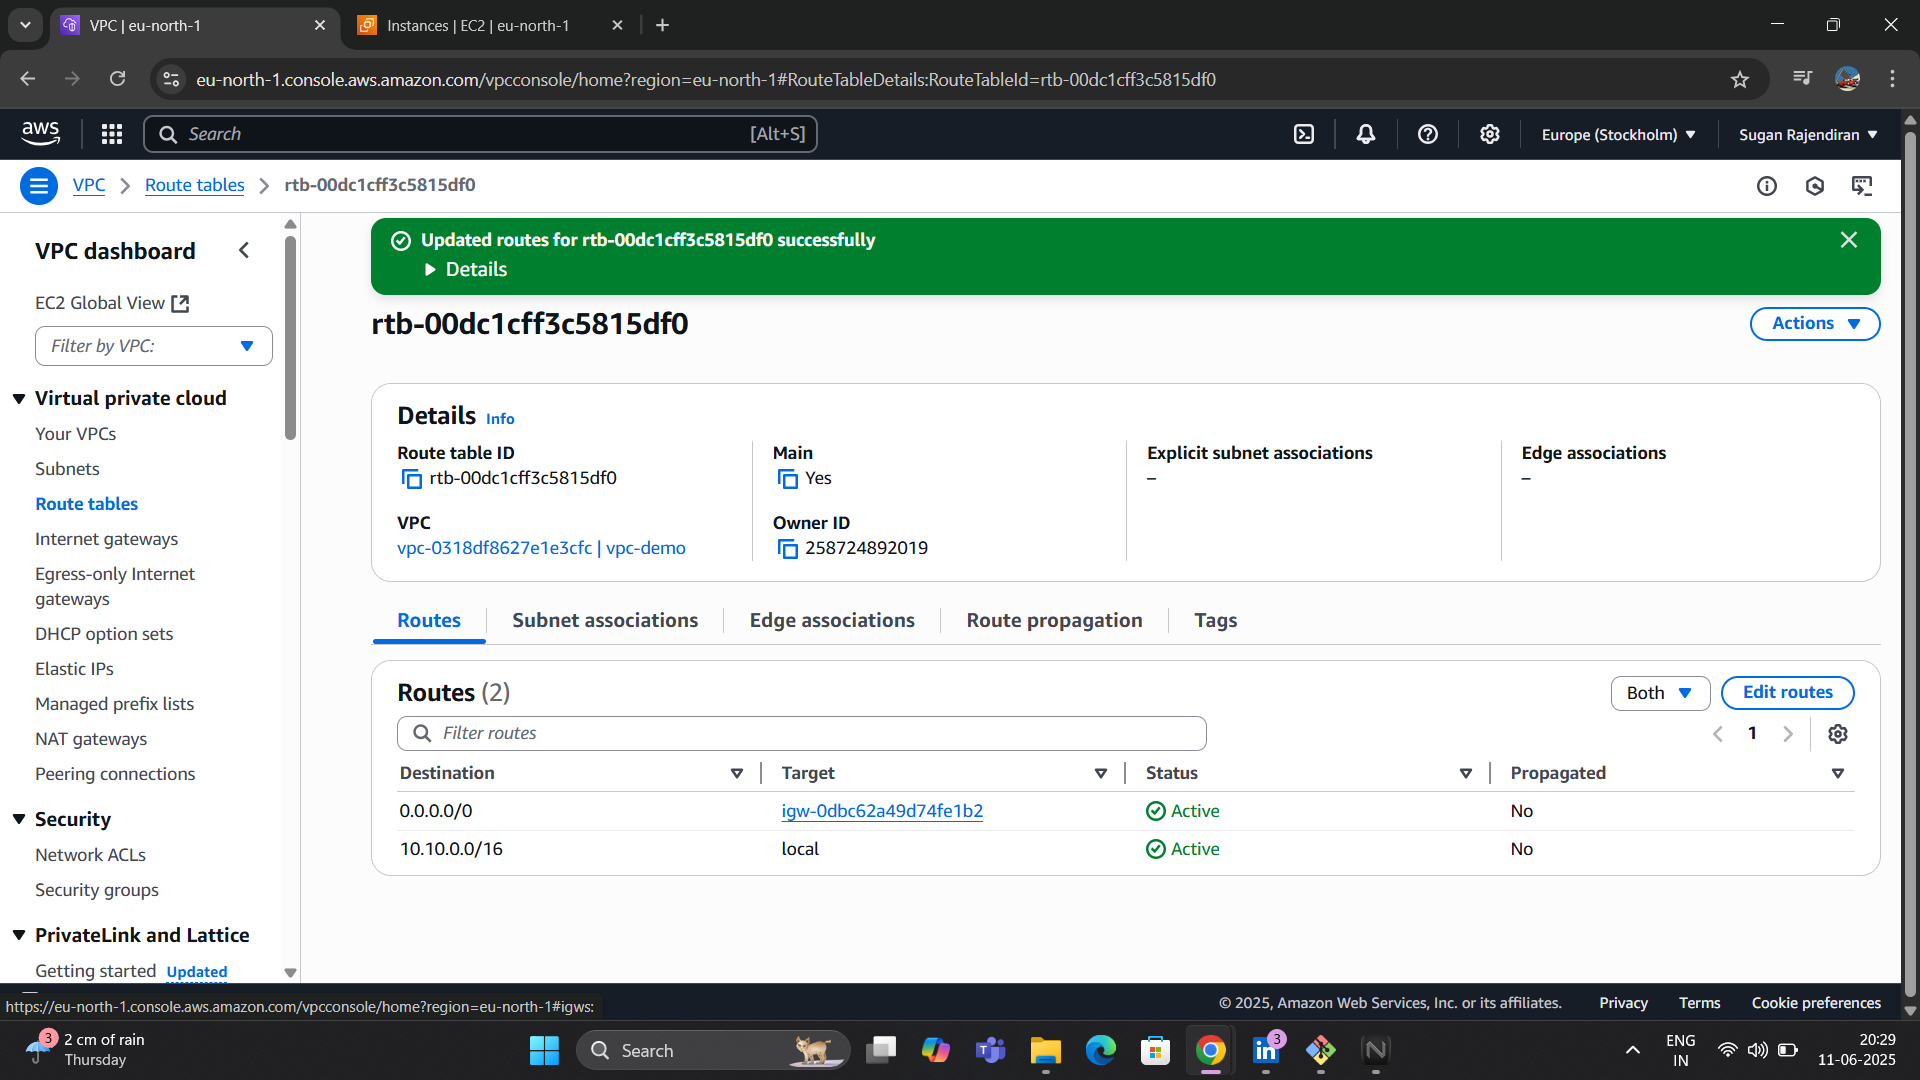 VPC | eu-north-1
Instances | EC2 | eu-north-1
eu-north-1.console.aws.amazon.com/vpcconsole/home?region=eu-north-1#RouteTableDetails:RouteTableId=rtb-00dc1cff3c5815df0
aws
Search
[Alt+S]
Europe (Stockholm)
Sugan Rajendiran
VPC
Route tables
rtb-00dc1cff3c5815df0
VPC dashboard
EC2 Global View
Filter by VPC:
Virtual private cloud
Your VPCs
Subnets
Route tables
Internet gateways
Egress-only Internet
gateways
DHCP option sets
Elastic IPs
Managed prefix lists
NAT gateways
Peering connections
Security
Network ACLs
Security groups
PrivateLink and Lattice
Getting started Updated
Updated routes for rtb-00dc1cff3c5815df0 successfully
Details
rtb-00dc1cff3c5815df0
Actions
Details Info
Route table ID
rtb-00dc1cff3c5815df0
Main
Yes
Explicit subnet associations
–
Edge associations
–
VPC
vpc-0318df8627e1e3cfc | vpc-demo
Owner ID
258724892019
Routes
Subnet associations
Edge associations
Route propagation
Tags
Routes (2)
Both
Edit routes
Filter routes
1
Destination Target Status Propagated
0.0.0.0/0 igw-0dbc62a49d74fe1b2 Active No
10.10.0.0/16 local Active No
https://eu-north-1.console.aws.amazon.com/vpcconsole/home?region=eu-north-1#igws:
© 2025, Amazon Web Services, Inc. or its affiliates.
Privacy
Terms
Cookie preferences
3
2 cm of rain
Thursday
Search
3
ENG
IN
20:29
11-06-2025